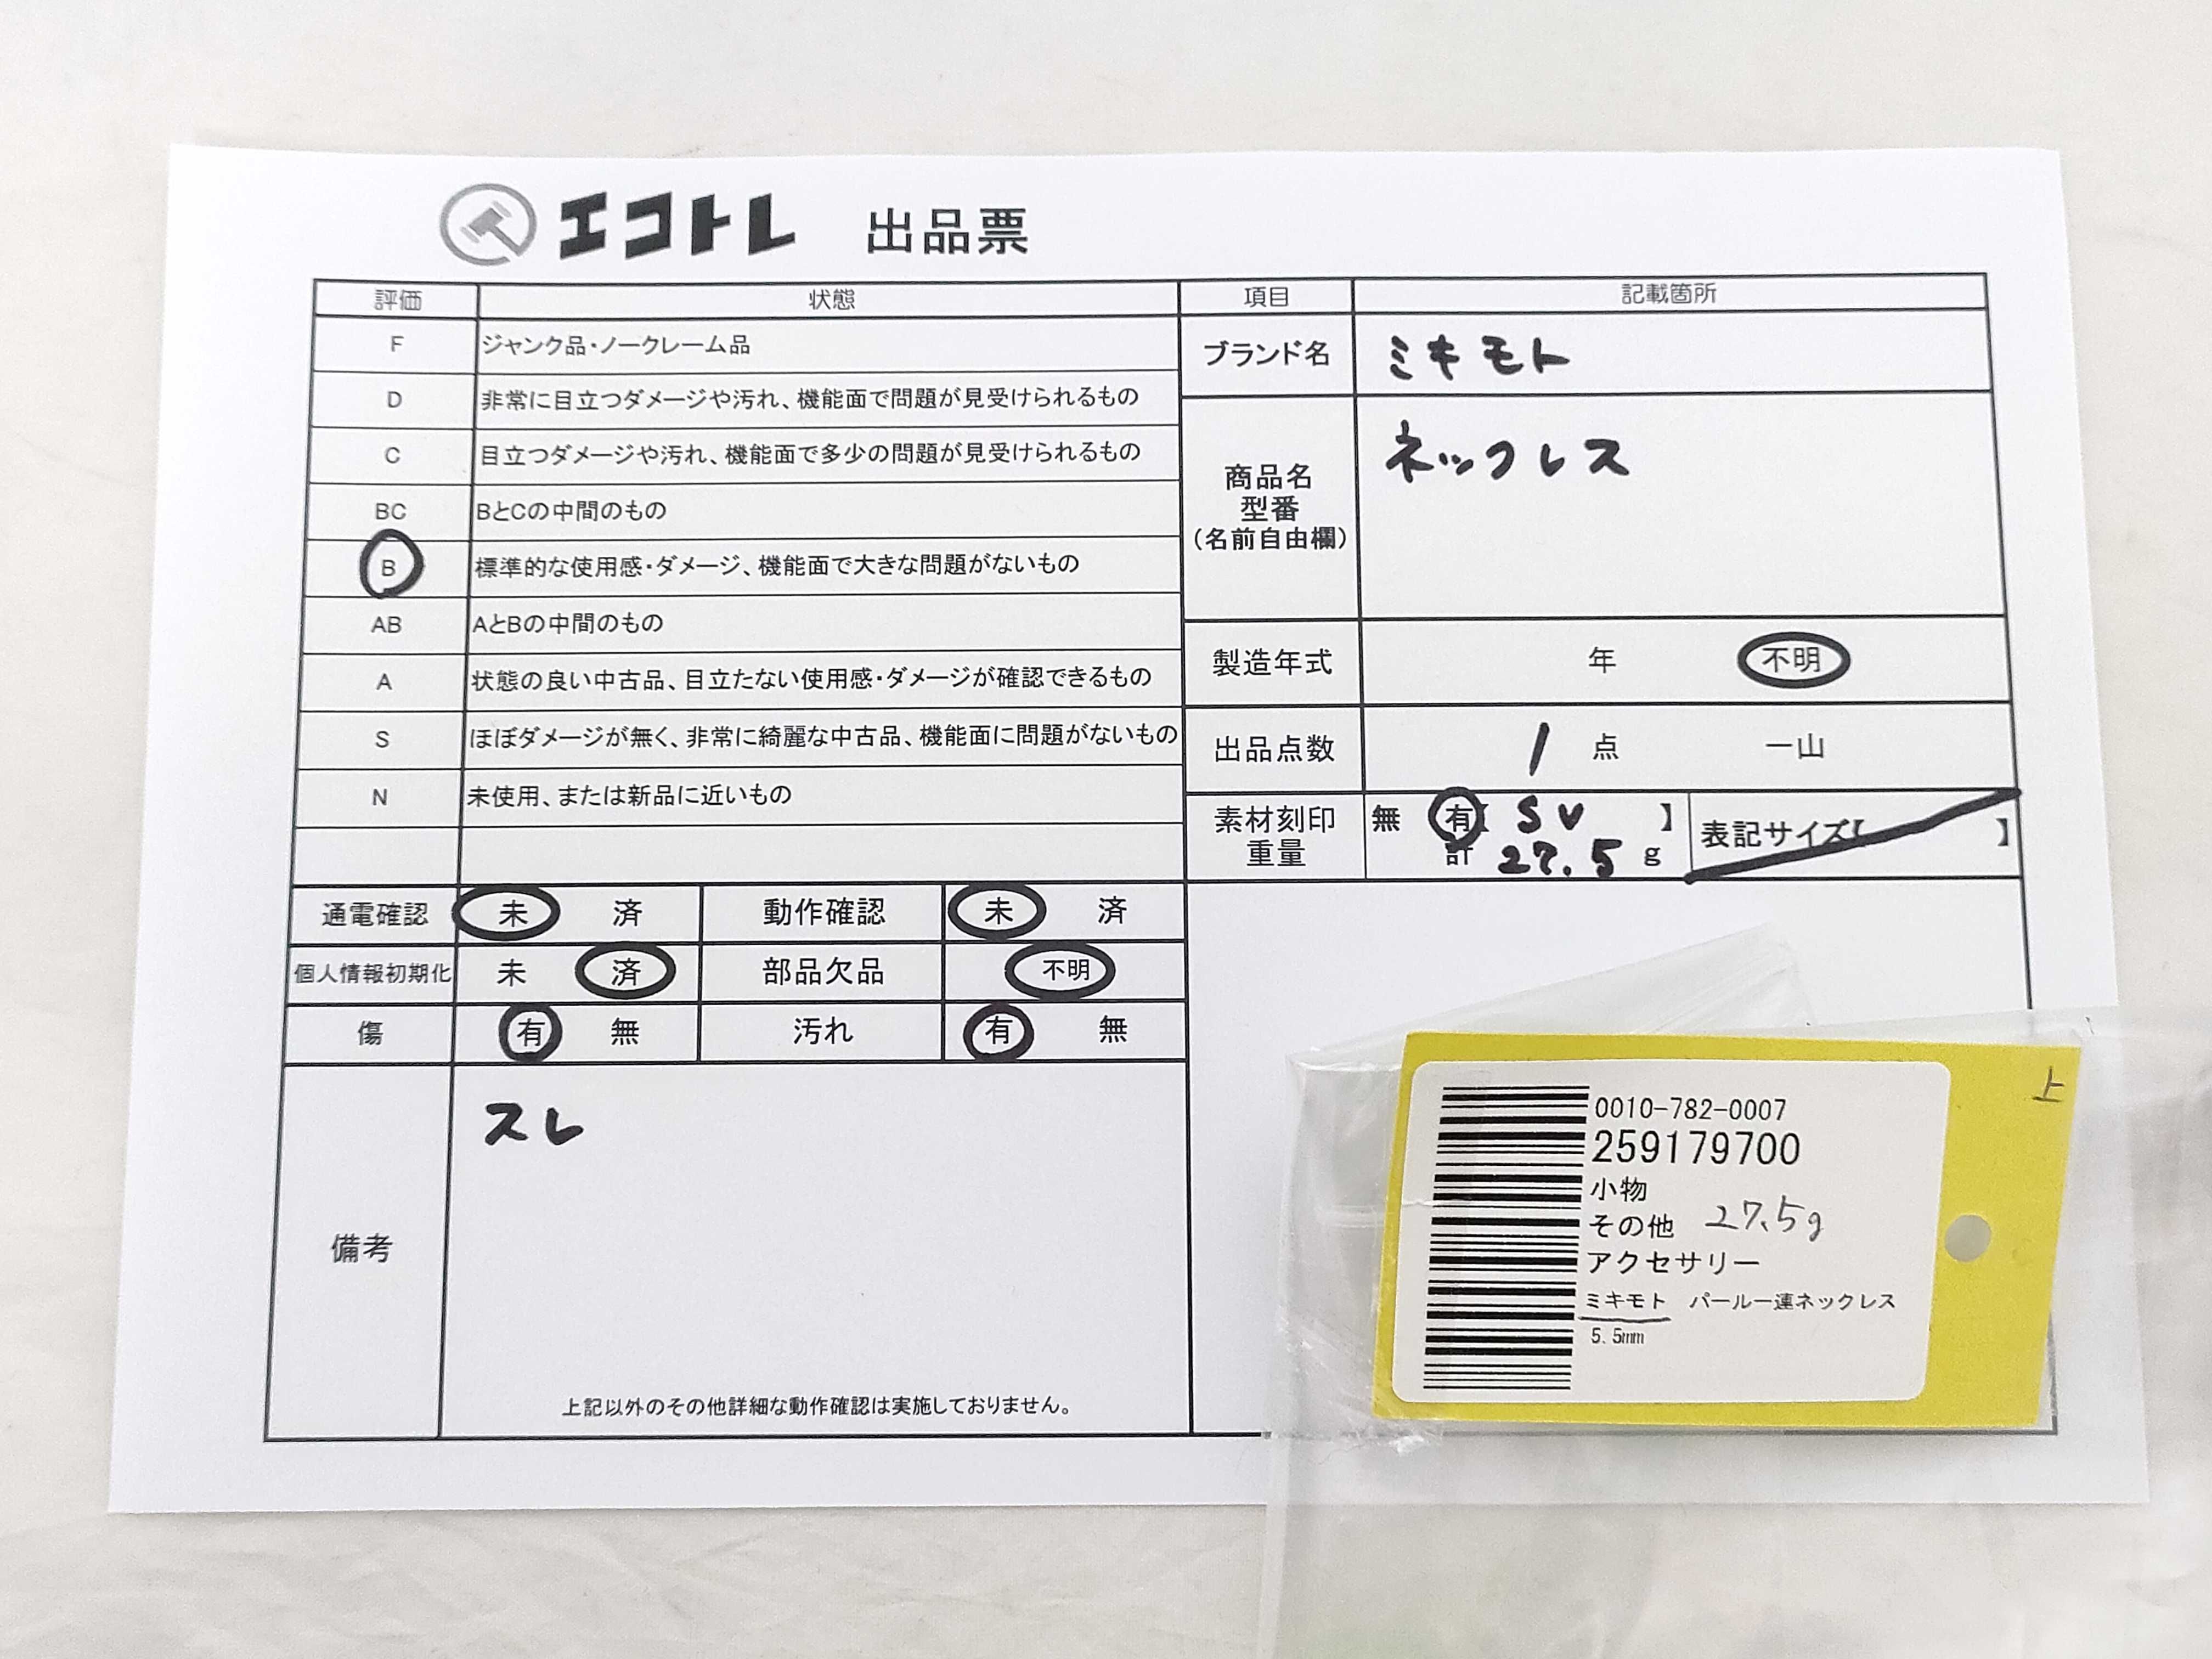 エコトレ 出品票
評価 状態
F ジャンク品・ノークレーム品
D 非常に目立つダメージや汚れ、機能面で問題が見受けられるもの
C 目立つダメージや汚れ、機能面で多少の問題が見受けられるもの
BC BとCの中間のもの
B 標準的な使用感・ダメージ、機能面で大きな問題がないもの
AB AとBの中間のもの
A 状態の良い中古品、目立たない使用感・ダメージが確認できるもの
S ほぼダメージが無く、非常に綺麗な中古品、機能面に問題がないもの
N 未使用、または新品に近いもの
項目 記載箇所
ブランド名 ミキモト
商品名
型番
(名前自由欄)
ネックレス
製造年式 年 不明
出品点数 1 点 一山
素材刻印 無 有【 SV 】
重量 計 27.5 g
表記サイズ【 】
通電確認 未 済 動作確認 未 済
個人情報初期化 未 済 部品欠品 不明
傷 有 無 汚れ 有 無
備考
スレ
上記以外のその他詳細な動作確認は実施しておりません。
上
0010-782-0007
259179700
小物
その他 27.5g
アクセサリー
ミキモト パール一連ネックレス
5.5mm